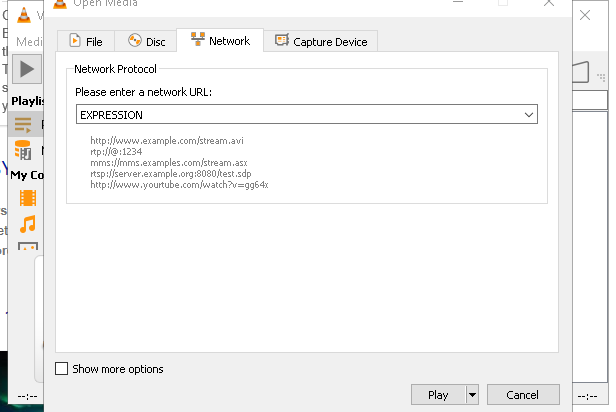 Open Media
Medi
File
Disc
Network
Capture Device
Network Protocol
Please enter a network URL:
EXPRESSION
http://www.example.com/stream.avi
rtp://@:1234
mms://mms.examples.com/stream.asx
rtsp://server.example.org:8080/test.sdp
http://www.yourtube.com/watch?v=gg64x
Playlis
My Co
Show more options
Play
Cancel
--:--
--:--